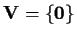 V = {0}